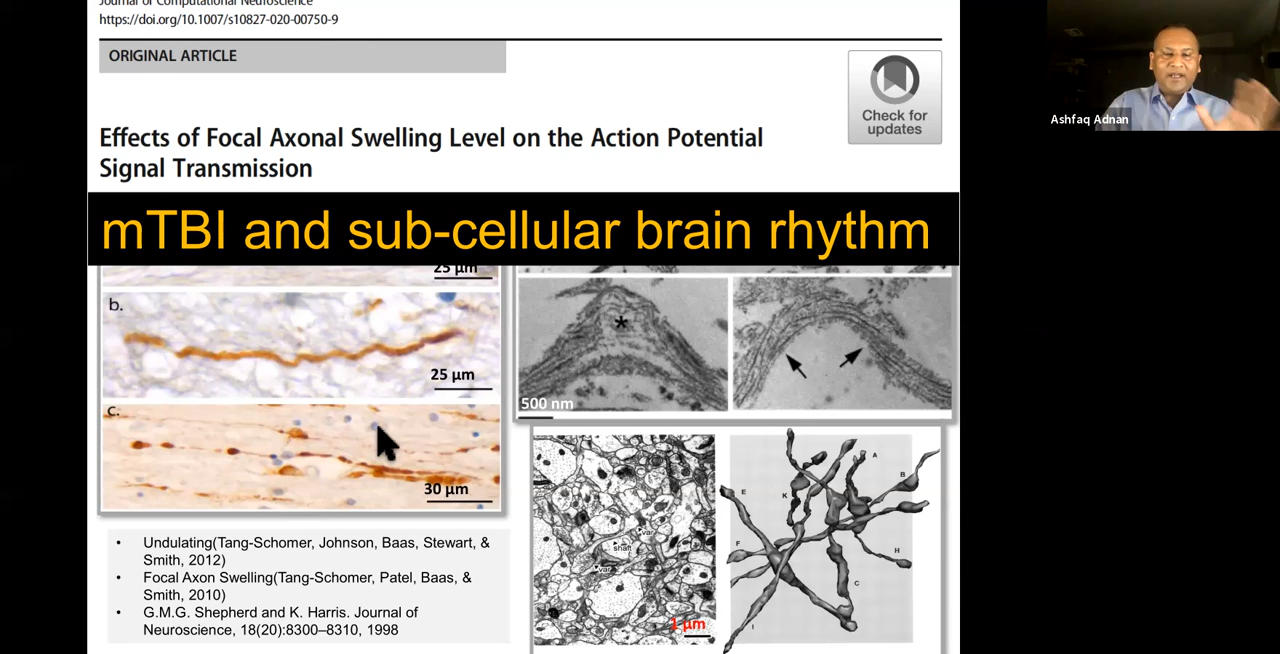 Journal of Computational Neuroscience
https://doi.org/10.1007/s10827-020-00750-9
ORIGINAL ARTICLE
Check for
updates
Effects of Focal Axonal Swelling Level on the Action Potential
Signal Transmission
mTBI and sub-cellular brain rhythm
25 µm
b.
25 µm
c.
30 µm
*
500 nm
shaft
var
var
1 µm
A
B
K
E
F
H
C
I
• Undulating(Tang-Schomer, Johnson, Baas, Stewart, &
Smith, 2012)
• Focal Axon Swelling(Tang-Schomer, Patel, Baas, &
Smith, 2010)
• G.M.G. Shepherd and K. Harris. Journal of
Neuroscience, 18(20):8300–8310, 1998
Ashfaq Adnan